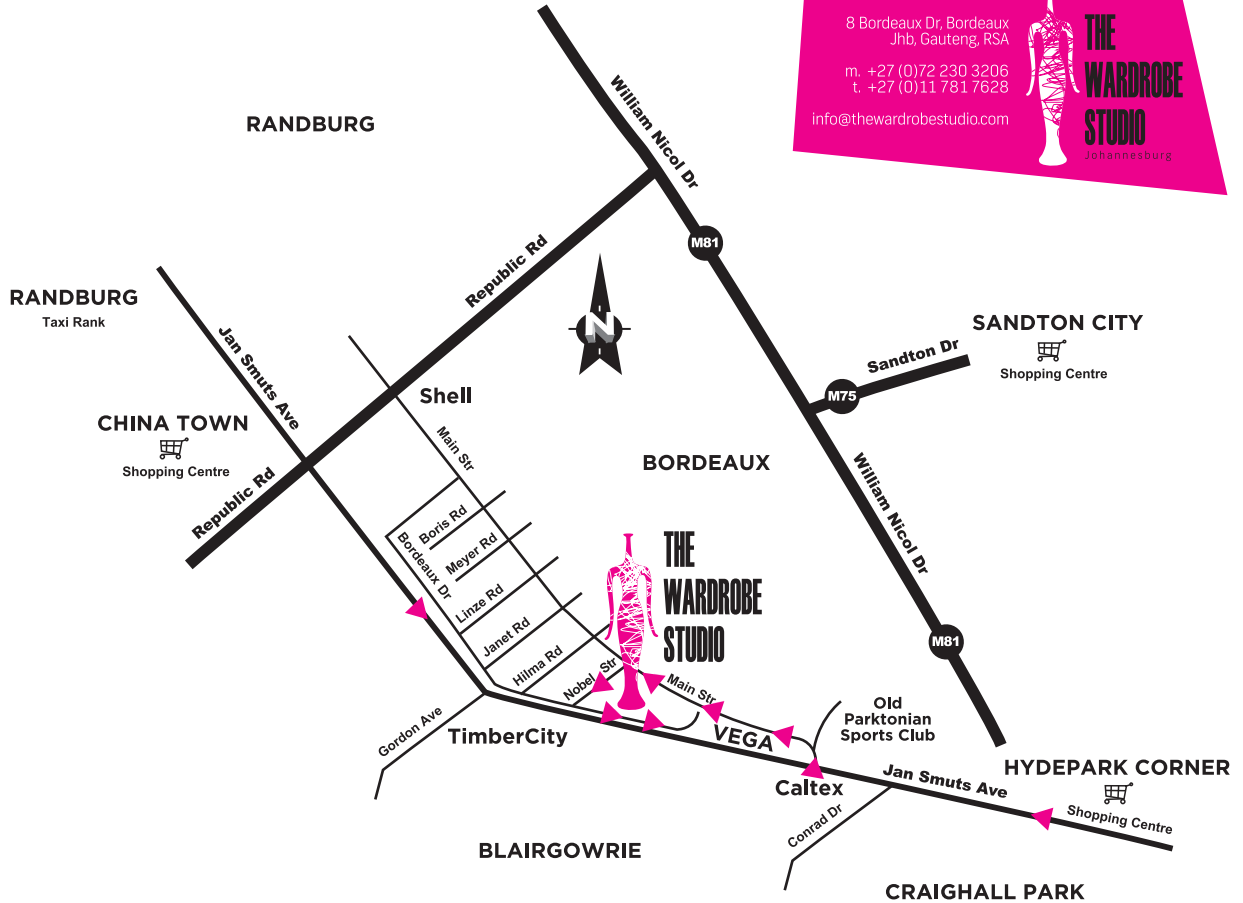 8 Bordeaux Dr, Bordeaux
Jhb, Gauteng, RSA
m. +27 (0)72 230 3206
t. +27 (0)11 781 7628
info@thewardrobestudio.com
THE
WARDROBE
STUDIO
Johannesburg
RANDBURG
William Nicol Dr
M81
Republic Rd
RANDBURG
Taxi Rank
Jan Smuts Ave
N
SANDTON CITY
Shopping Centre
Sandton Dr
M75
Shell
CHINA TOWN
Shopping Centre
Main Str
BORDEAUX
Republic Rd
William Nicol Dr
Boris Rd
Bordeaux Dr
Meyer Rd
Linze Rd
Janet Rd
Hilma Rd
Nobel Str
THE
WARDROBE
STUDIO
M81
Main Str
Old
Parktonian
Sports Club
Gordon Ave
TimberCity
VEGA
HYDEPARK CORNER
Shopping Centre
Jan Smuts Ave
Caltex
Conrad Dr
BLAIRGOWRIE
CRAIGHALL PARK